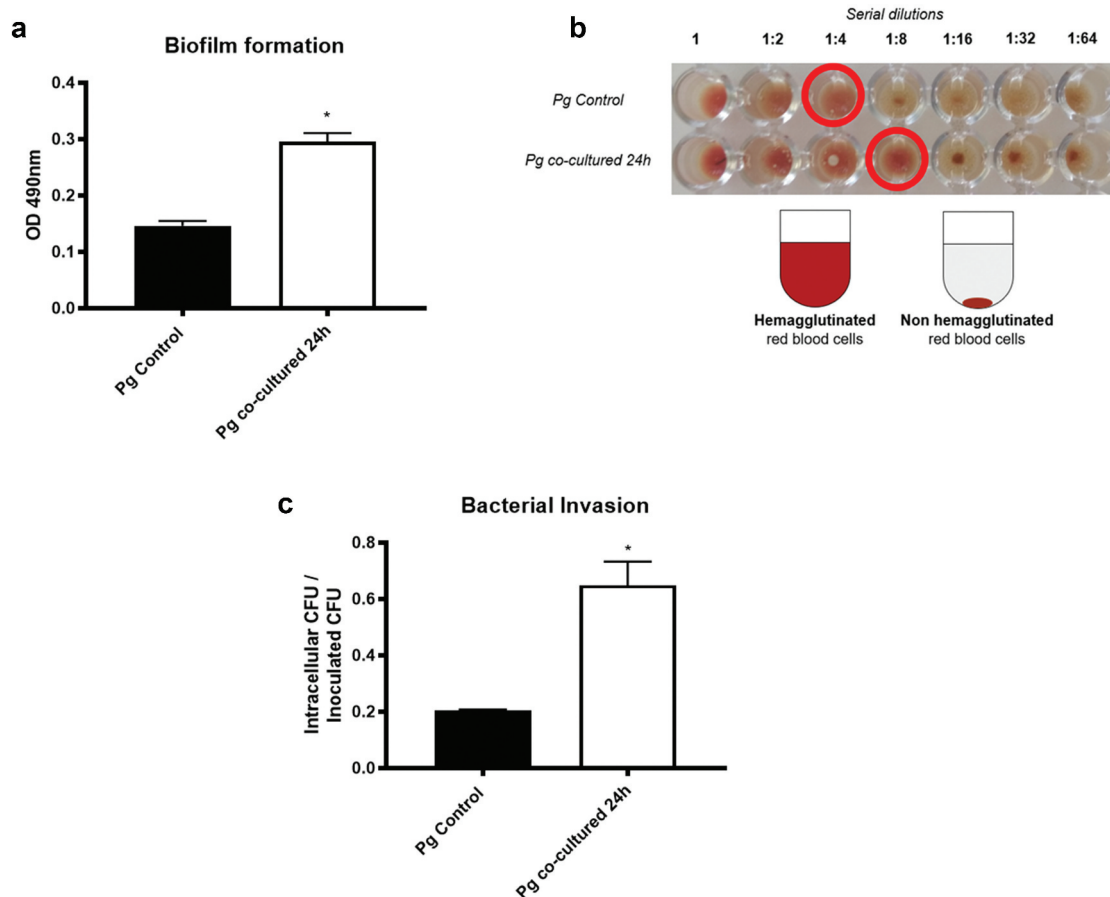 a
Biofilm formation
OD 490nm
0.4
0.3
0.2
0.1
0.0
*
Pg Control
Pg co-cultured 24h
b
Serial dilutions
1 1:2 1:4 1:8 1:16 1:32 1:64
Pg Control
Pg co-cultured 24h
Hemagglutinated
red blood cells
Non hemagglutinated
red blood cells
c
Bacterial Invasion
Intracellular CFU /
Inoculated CFU
0.8
0.6
0.4
0.2
0.0
*
Pg Control
Pg co-cultured 24h